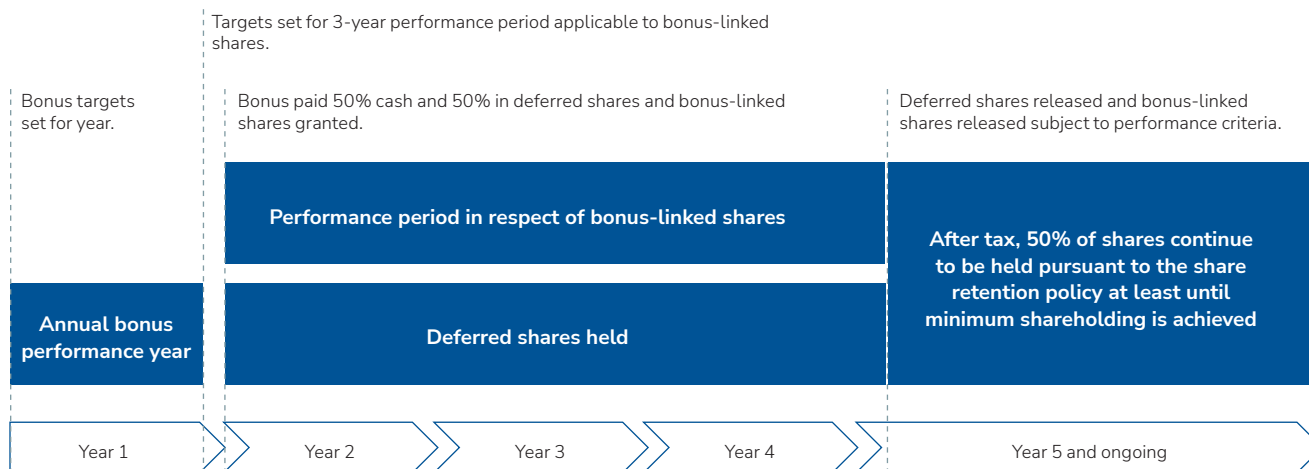 Targets set for 3-year performance period applicable to bonus-linked
shares.
Bonus targets
set for year.
Bonus paid 50% cash and 50% in deferred shares and bonus-linked
shares granted.
Deferred shares released and bonus-linked
shares released subject to performance criteria.
Performance period in respect of bonus-linked shares
After tax, 50% of shares continue
to be held pursuant to the share
retention policy at least until
minimum shareholding is achieved
Annual bonus
performance year
Deferred shares held
Year 1
Year 2
Year 3
Year 4
Year 5 and ongoing